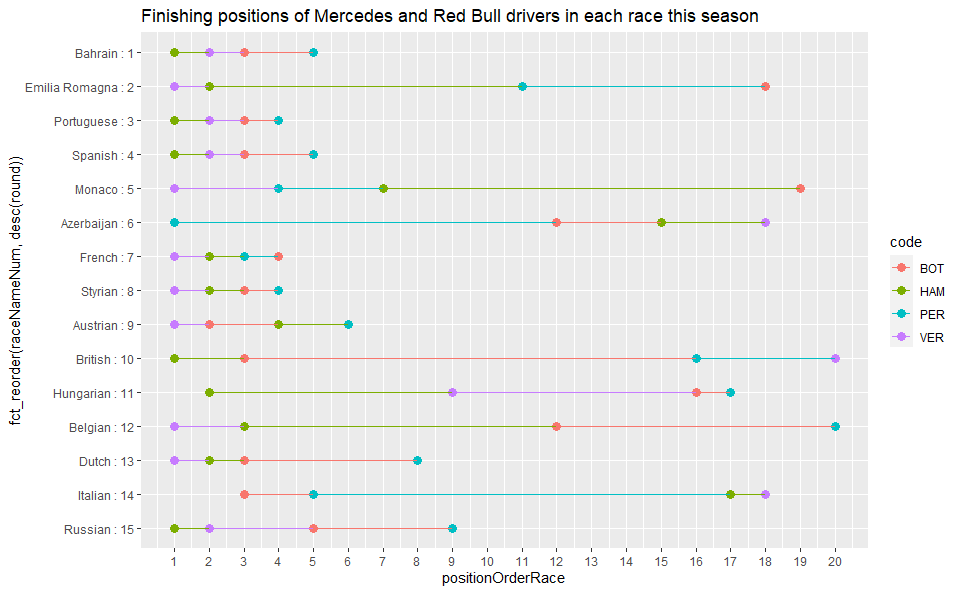 Finishing positions of Mercedes and Red Bull drivers in each race this season
fct_reorder(raceNameNum, desc(round))
Bahrain : 1
Emilia Romagna : 2
Portuguese : 3
Spanish : 4
Monaco : 5
Azerbaijan : 6
French : 7
Styrian : 8
Austrian : 9
British : 10
Hungarian : 11
Belgian : 12
Dutch : 13
Italian : 14
Russian : 15
1 2 3 4 5 6 7 8 9 10 11 12 13 14 15 16 17 18 19 20
positionOrderRace
code
BOT
HAM
PER
VER